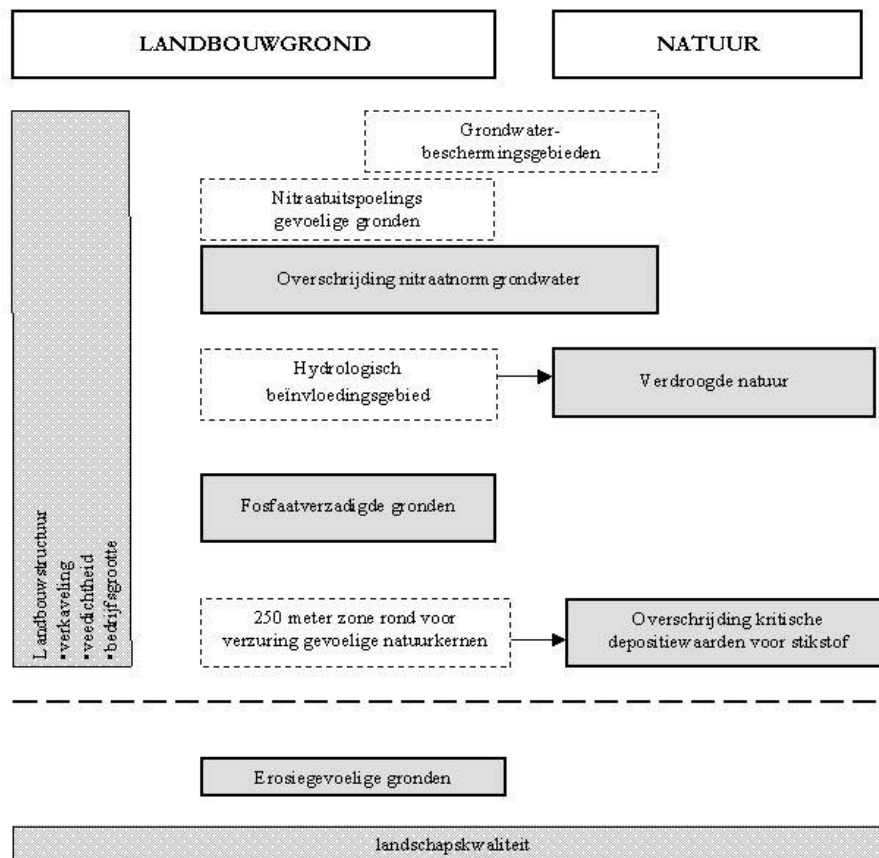 LANDBOUWGROND
NATUUR
Grondwater-
beschermingsgebieden
Nitraatuitspoelings
gevoelige gronden
Overschrijding nitraatnorm grondwater
Hydrologisch
beïnvloedingsgebied
Verdroogde natuur
Fosfaatverzadigde gronden
Landbouwstructuur
▪verkaveling
▪veedichtheid
▪bedrijfsgrootte
250 meter zone rond voor
verzuring gevoelige natuurkernen
Overschrijding kritische
depositiewaarden voor stikstof
Erosiegevoelige gronden
landschapskwaliteit